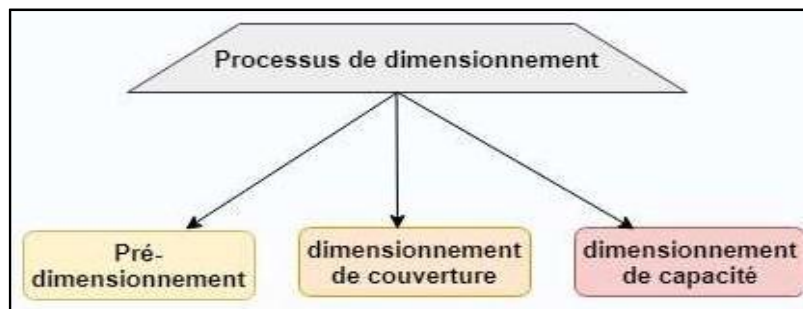 Processus de dimensionnement
Pré-
dimensionnement
dimensionnement
de couverture
dimensionnement
de capacité